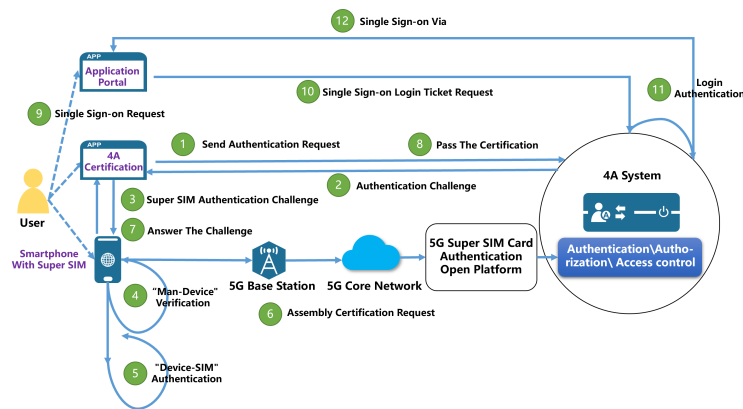 12 Single Sign-on Via
APP
Application
Portal
10 Single Sign-on Login Ticket Request
11 Login
Authentication
9 Single Sign-on Request
APP
4A
Certification
1 Send Authentication Request
8 Pass The Certification
2 Authentication Challenge
3 Super SIM Authentication Challenge
7 Answer The Challenge
User
Smartphone
With Super SIM
4A System
A
Authentication\Autho-
rization\ Access control
5G Super SIM Card
Authentication
Open Platform
5G Base Station
5G Core Network
4 "Man-Device"
Verification
6 Assembly Certification Request
5 "Device-SIM"
Authentication